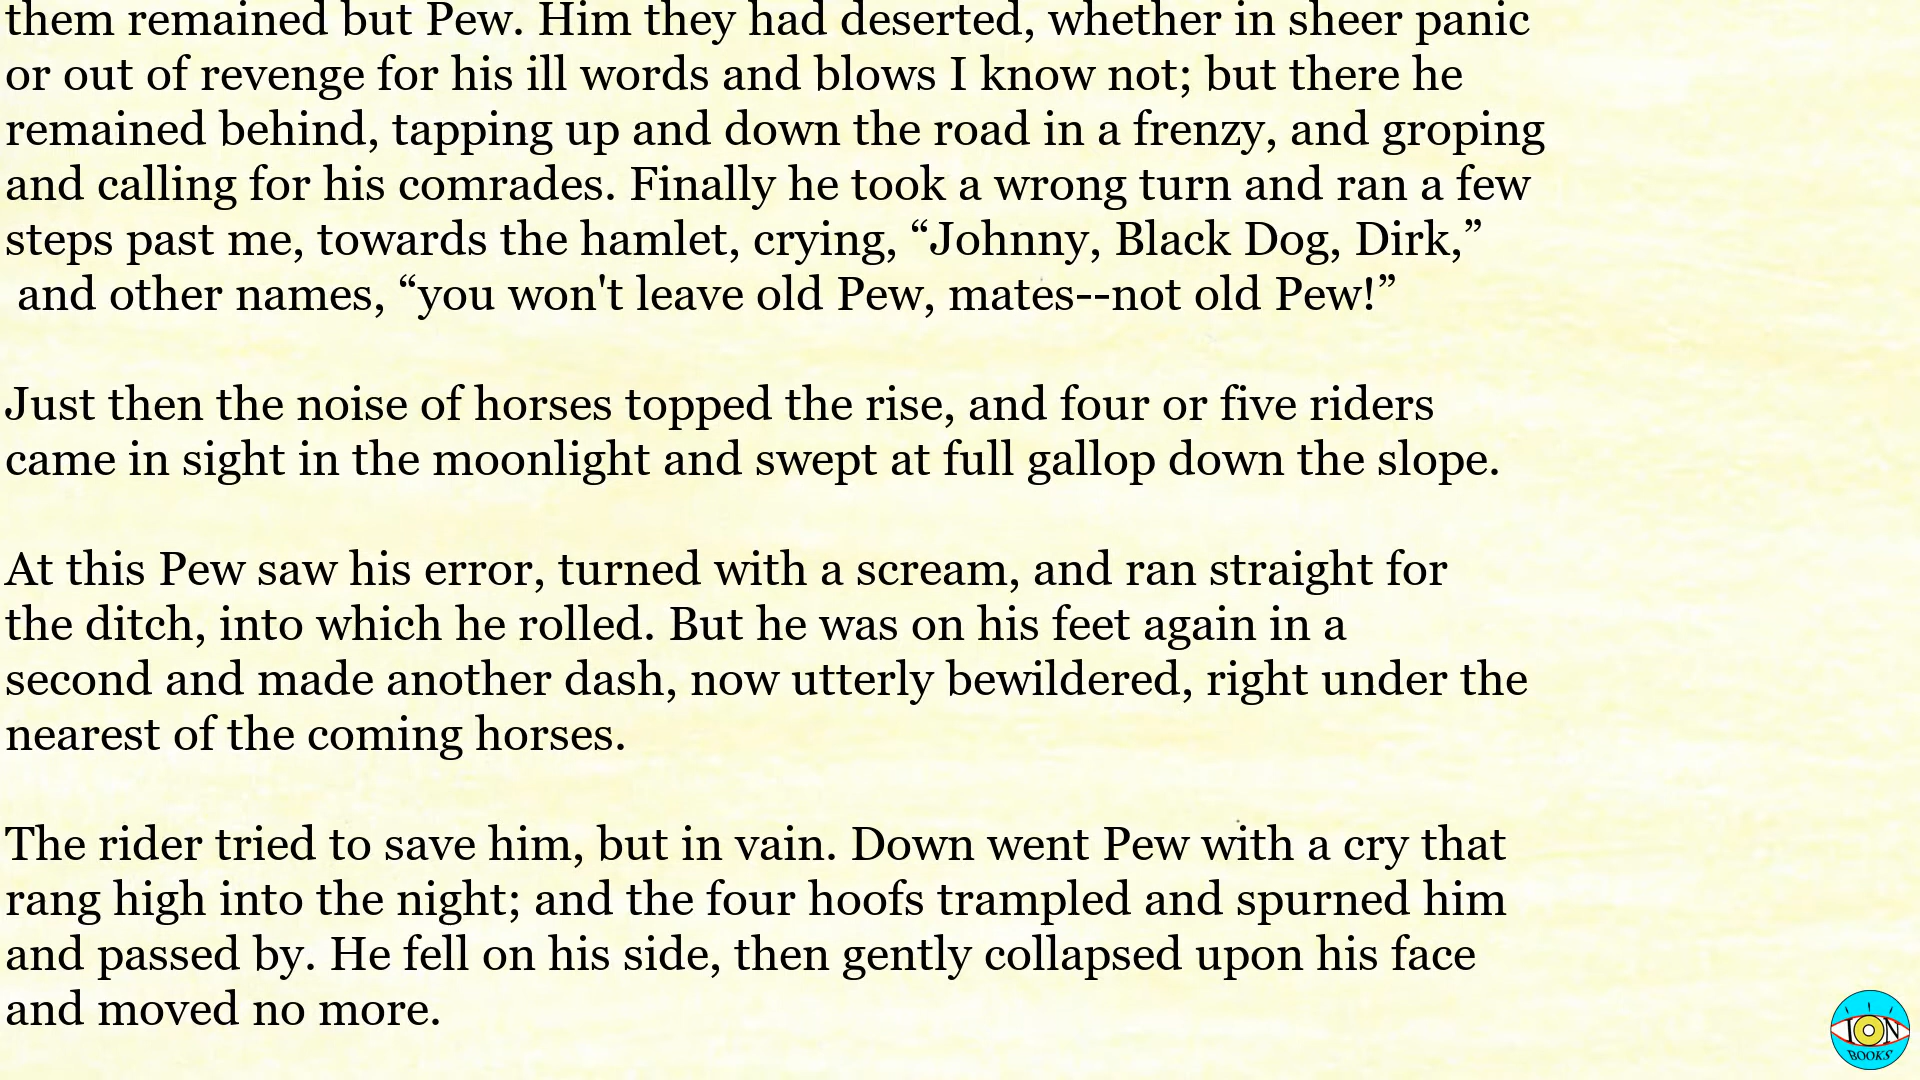 them remained but Pew. Him they had deserted, whether in sheer panic
or out of revenge for his ill words and blows I know not; but there he
remained behind, tapping up and down the road in a frenzy, and groping
and calling for his comrades. Finally he took a wrong turn and ran a few
steps past me, towards the hamlet, crying, “Johnny, Black Dog, Dirk,”
and other names, “you won't leave old Pew, mates--not old Pew!”
Just then the noise of horses topped the rise, and four or five riders
came in sight in the moonlight and swept at full gallop down the slope.
At this Pew saw his error, turned with a scream, and ran straight for
the ditch, into which he rolled. But he was on his feet again in a
second and made another dash, now utterly bewildered, right under the
nearest of the coming horses.
The rider tried to save him, but in vain. Down went Pew with a cry that
rang high into the night; and the four hoofs trampled and spurned him
and passed by. He fell on his side, then gently collapsed upon his face
and moved no more.
ION
BOOKS